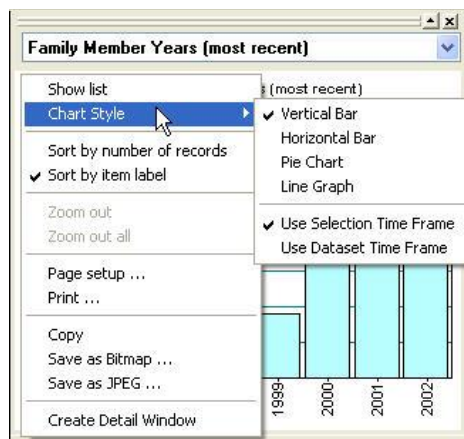 Family Member Years (most recent)
(most recent)
Show list
Chart Style
Sort by number of records
Sort by item label
Zoom out
Zoom out all
Page setup ...
Print ...
Copy
Save as Bitmap ...
Save as JPEG ...
Create Detail Window
Vertical Bar
Horizontal Bar
Pie Chart
Line Graph
Use Selection Time Frame
Use Dataset Time Frame
1999-
2000-
2001-
2002-